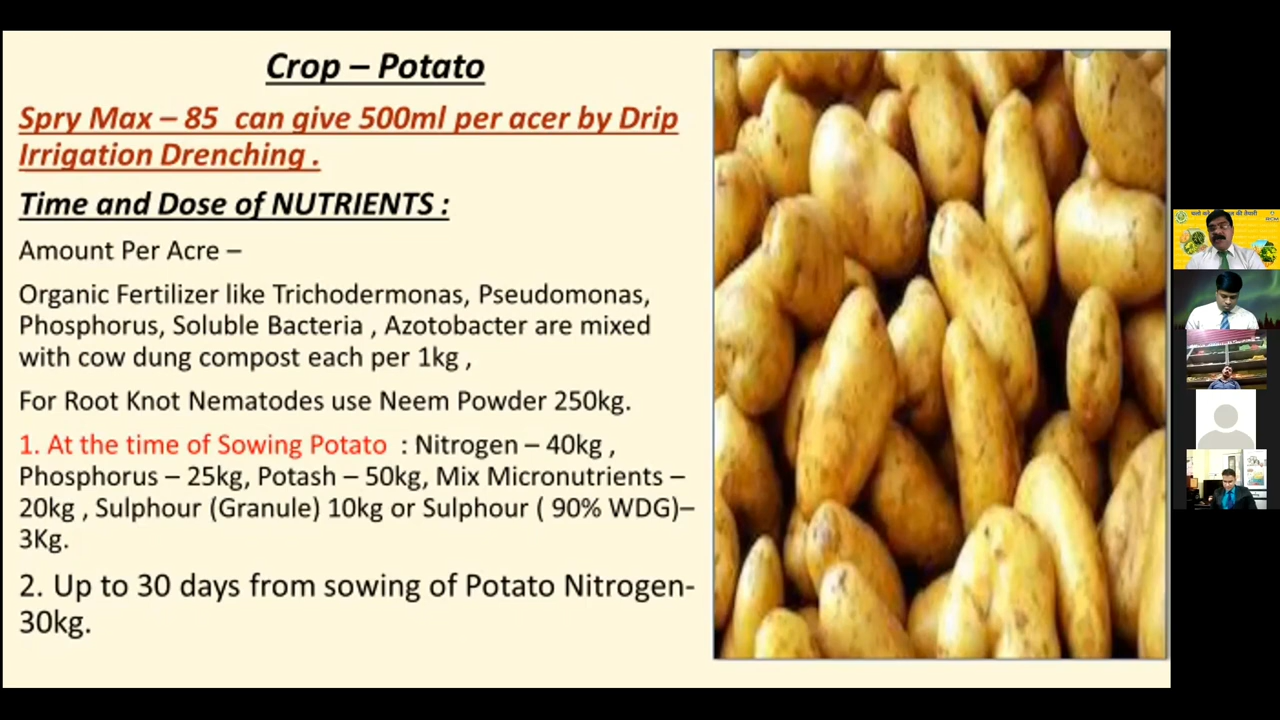 Crop – Potato
Spry Max – 85 can give 500ml per acer by Drip
Irrigation Drenching .
Time and Dose of NUTRIENTS :
Amount Per Acre –
Organic Fertilizer like Trichodermonas, Pseudomonas,
Phosphorus, Soluble Bacteria , Azotobacter are mixed
with cow dung compost each per 1kg ,
For Root Knot Nematodes use Neem Powder 250kg.
1. At the time of Sowing Potato : Nitrogen – 40kg ,
Phosphorus – 25kg, Potash – 50kg, Mix Micronutrients –
20kg , Sulphour (Granule) 10kg or Sulphour ( 90% WDG)–
3Kg.
2. Up to 30 days from sowing of Potato Nitrogen-
30kg.